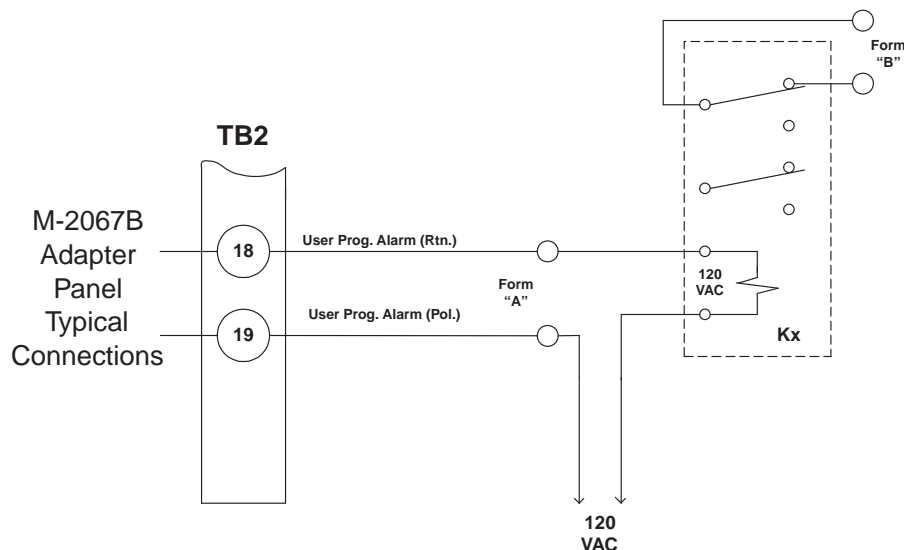 Form
“B”
TB2
M-2067B
Adapter
Panel
Typical
Connections
18
User Prog. Alarm (Rtn.)
Form
“A”
120
VAC
19
User Prog. Alarm (Pol.)
Kx
120
VAC